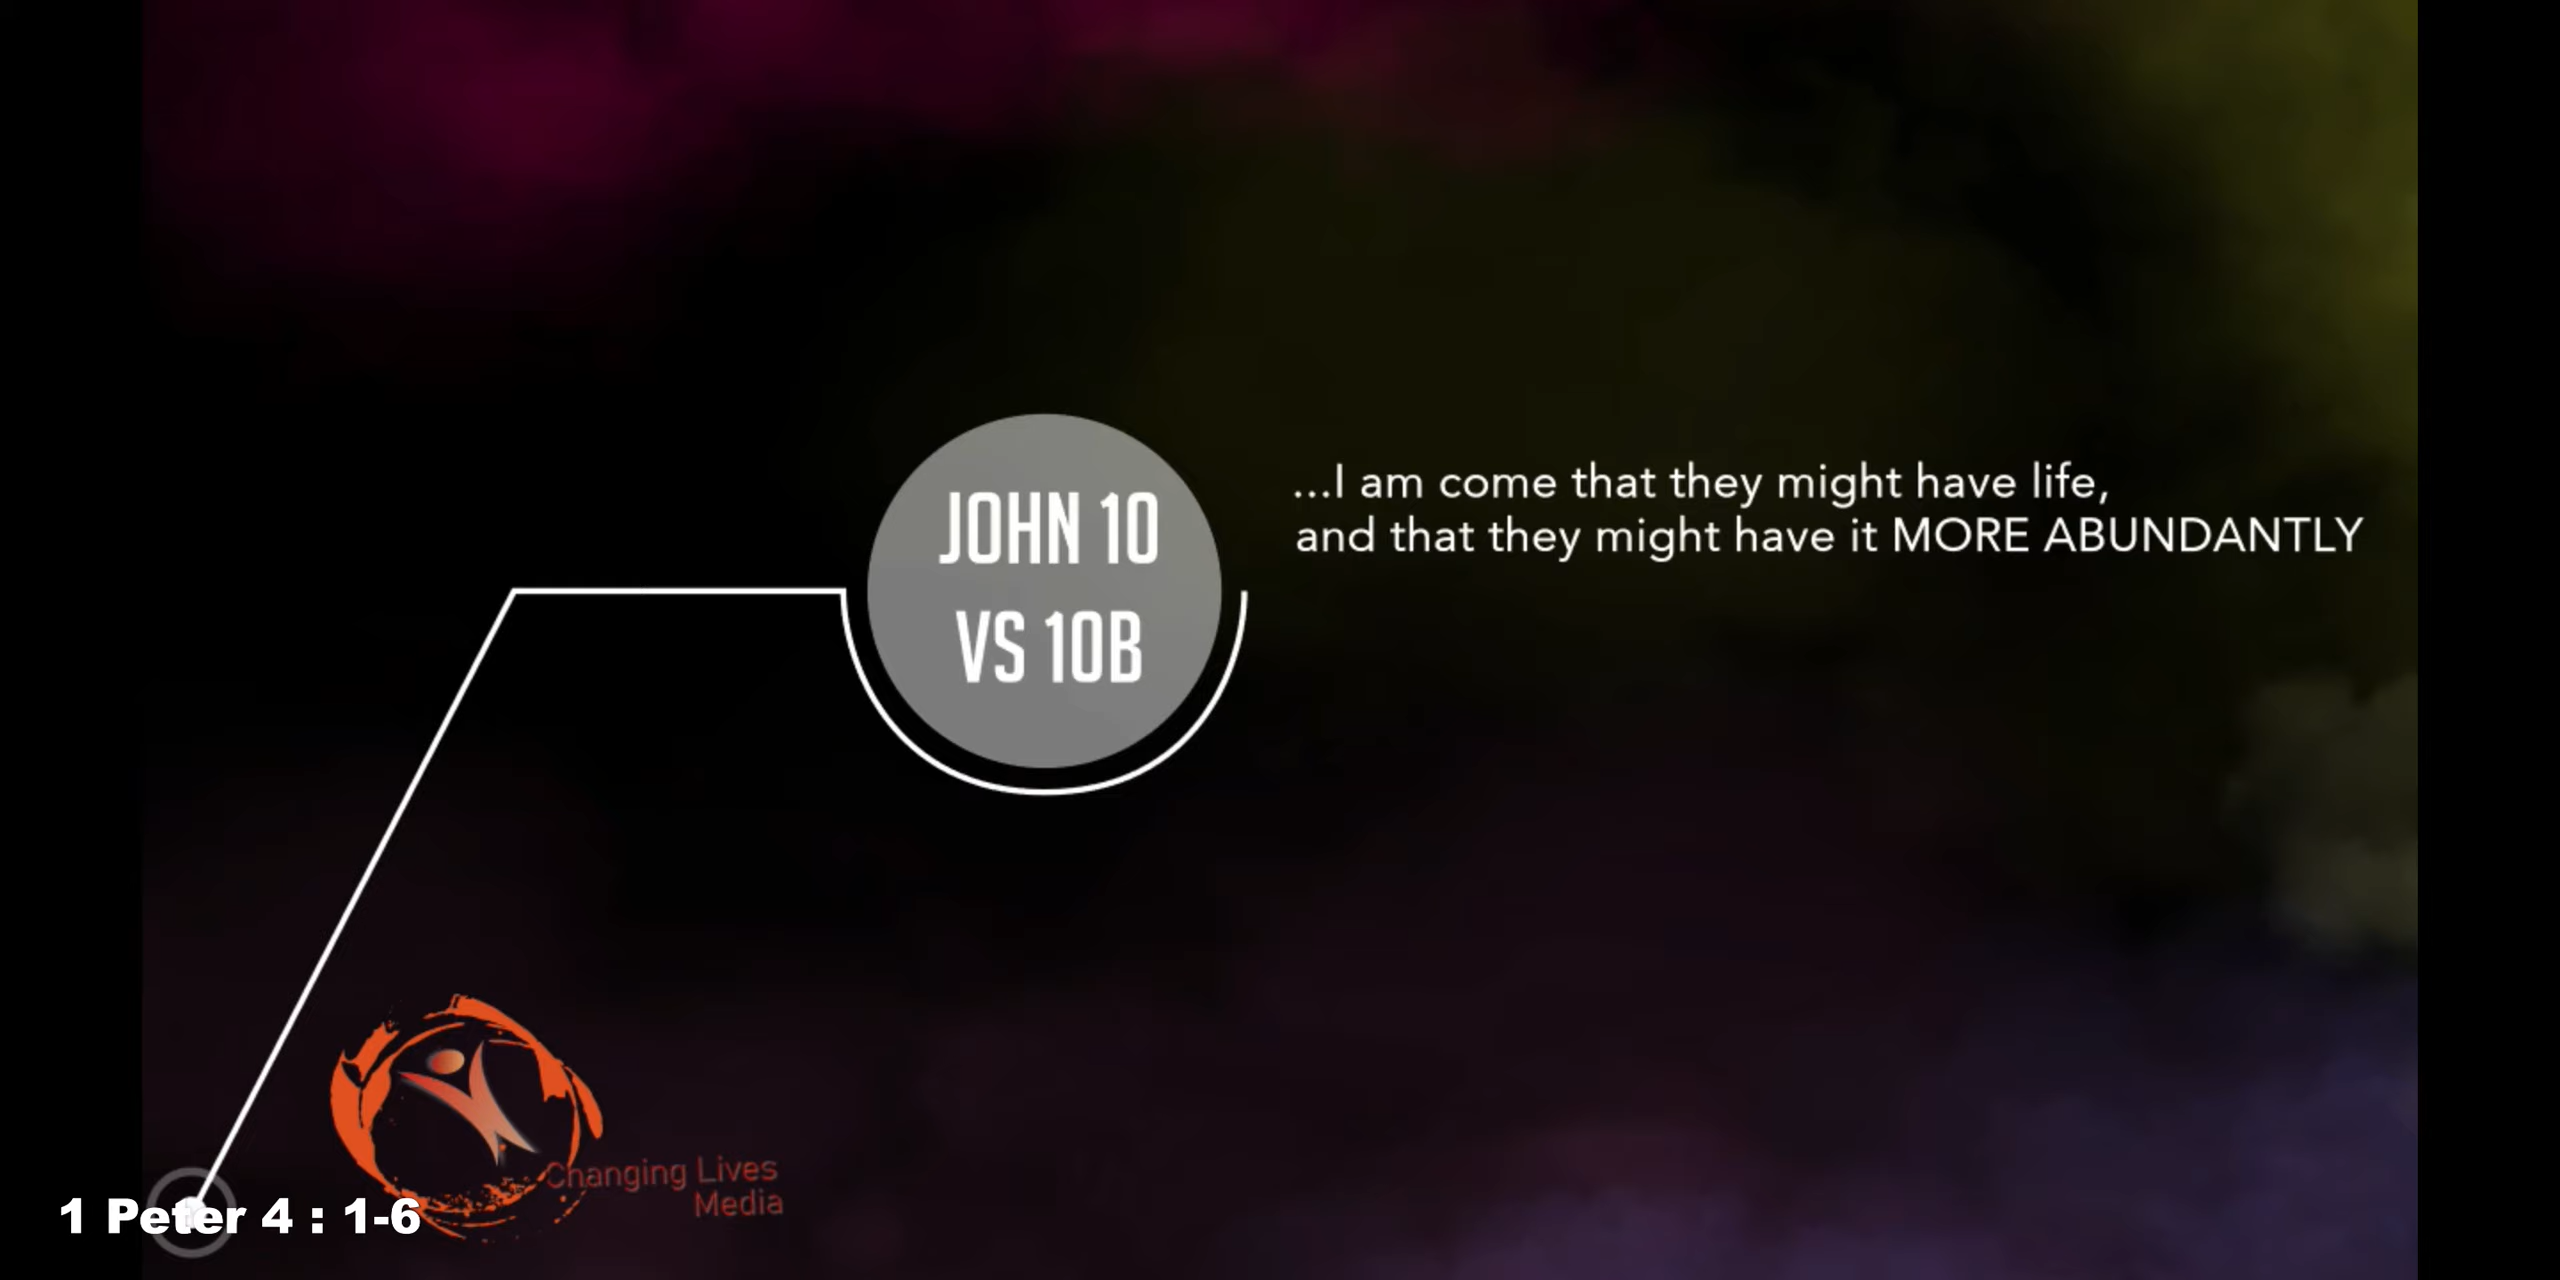 JOHN 10
VS 10B
...I am come that they might have life,
and that they might have it MORE ABUNDANTLY
Changing Lives
Media
1 Peter 4 : 1-6